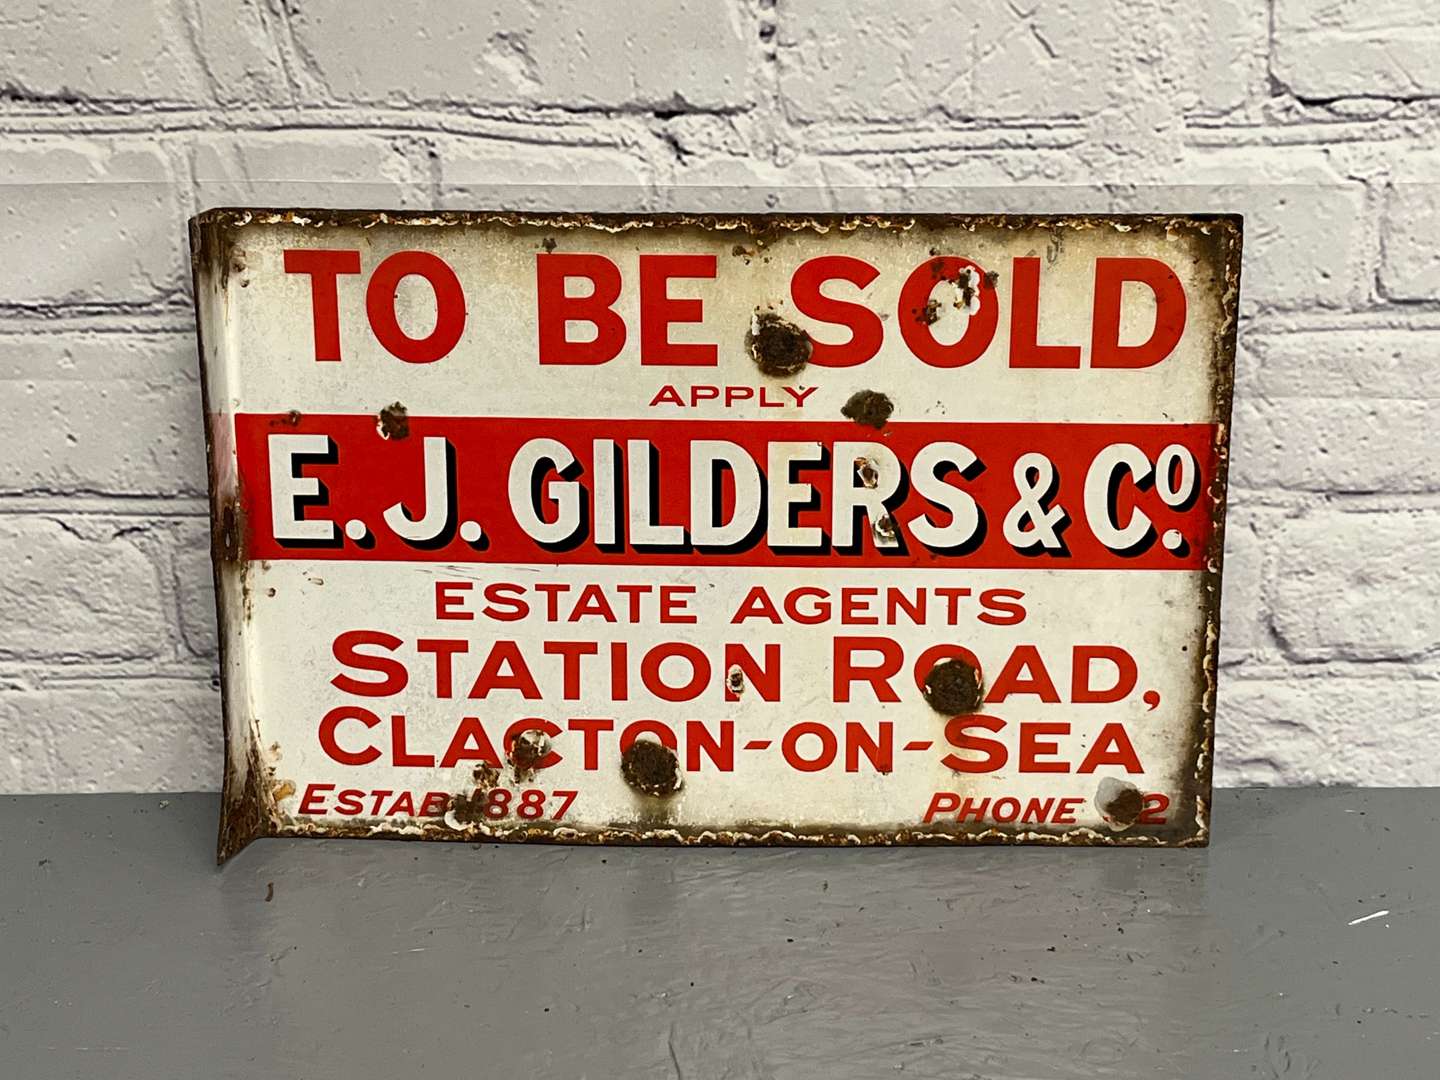 TO BE SOLD
APPLY
E. J. GILDERS & Co.
ESTATE AGENTS
STATION ROAD,
CLACTON-ON-SEA
PHONE